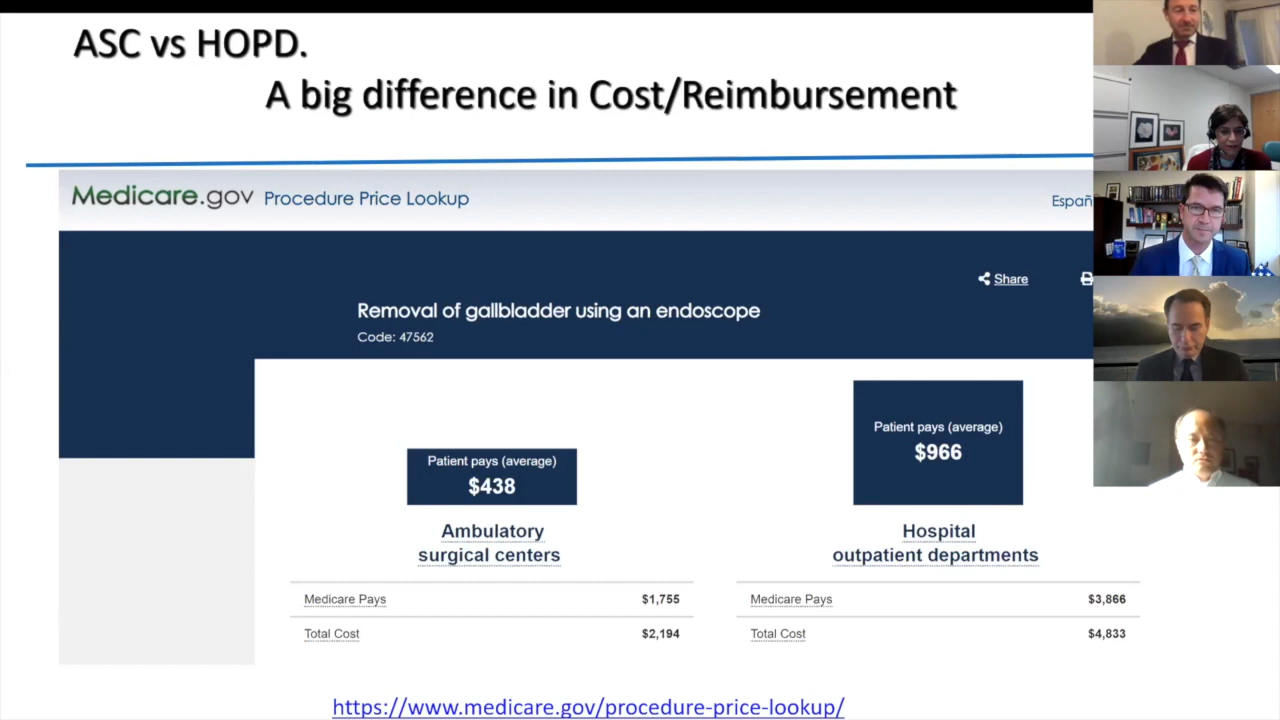 ASC vs HOPD.
A big difference in Cost/Reimbursement
Medicare.gov Procedure Price Lookup
Españ
Share
Removal of gallbladder using an endoscope
Code: 47562
Patient pays (average)
$438
Patient pays (average)
$966
Ambulatory
surgical centers
Hospital
outpatient departments
Medicare Pays $1,755
Total Cost $2,194
Medicare Pays $3,866
Total Cost $4,833
https://www.medicare.gov/procedure-price-lookup/